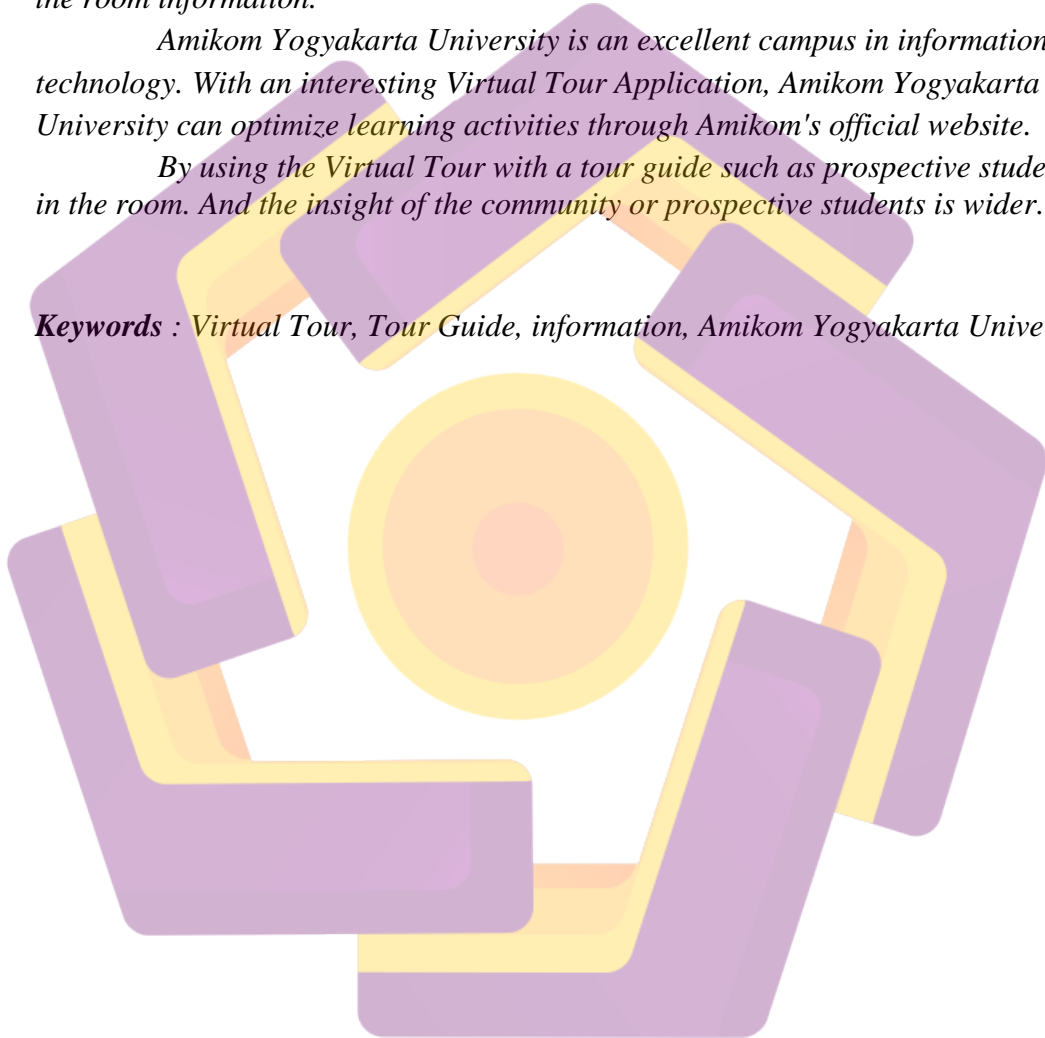 the room information.
Amikom Yogyakarta University is an excellent campus in information
technology. With an interesting Virtual Tour Application, Amikom Yogyakarta
University can optimize learning activities through Amikom's official website.
By using the Virtual Tour with a tour guide such as prospective stude
in the room. And the insight of the community or prospective students is wider.
Keywords : Virtual Tour, Tour Guide, information, Amikom Yogyakarta Unive